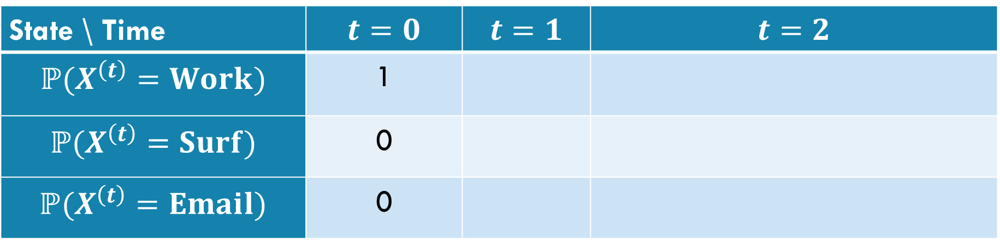 State \ Time t = 0 t = 1 t = 2
ℙ(X^(t) = Work) 1
ℙ(X^(t) = Surf) 0
ℙ(X^(t) = Email) 0